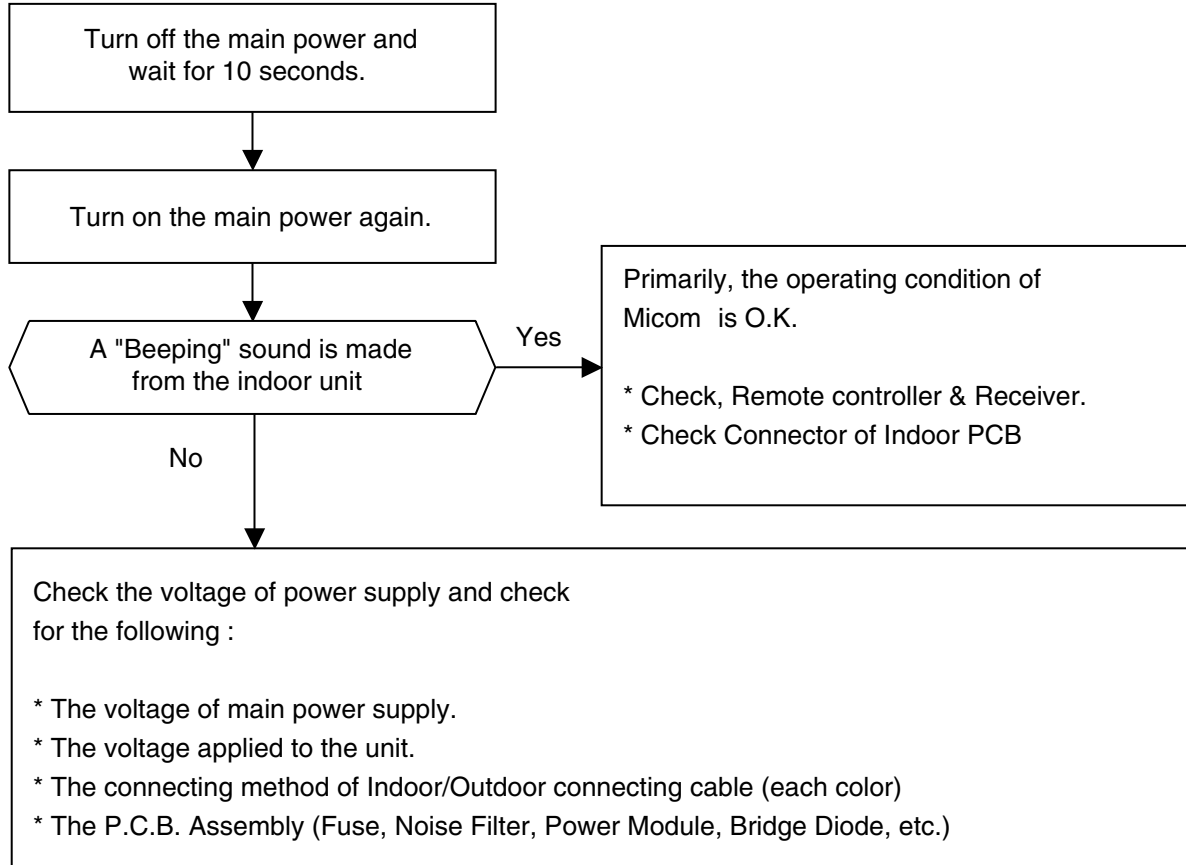 Turn off the main power and
wait for 10 seconds.
Turn on the main power again.
A "Beeping" sound is made
from the indoor unit
Yes
Primarily, the operating condition of
Micom is O.K.
* Check, Remote controller & Receiver.
* Check Connector of Indoor PCB
No
Check the voltage of power supply and check
for the following :
* The voltage of main power supply.
* The voltage applied to the unit.
* The connecting method of Indoor/Outdoor connecting cable (each color)
* The P.C.B. Assembly (Fuse, Noise Filter, Power Module, Bridge Diode, etc.)